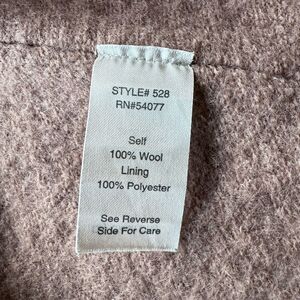 STYLE# 528
RN#54077
Self
100% Wool
Lining
100% Polyester
See Reverse
Side For Care